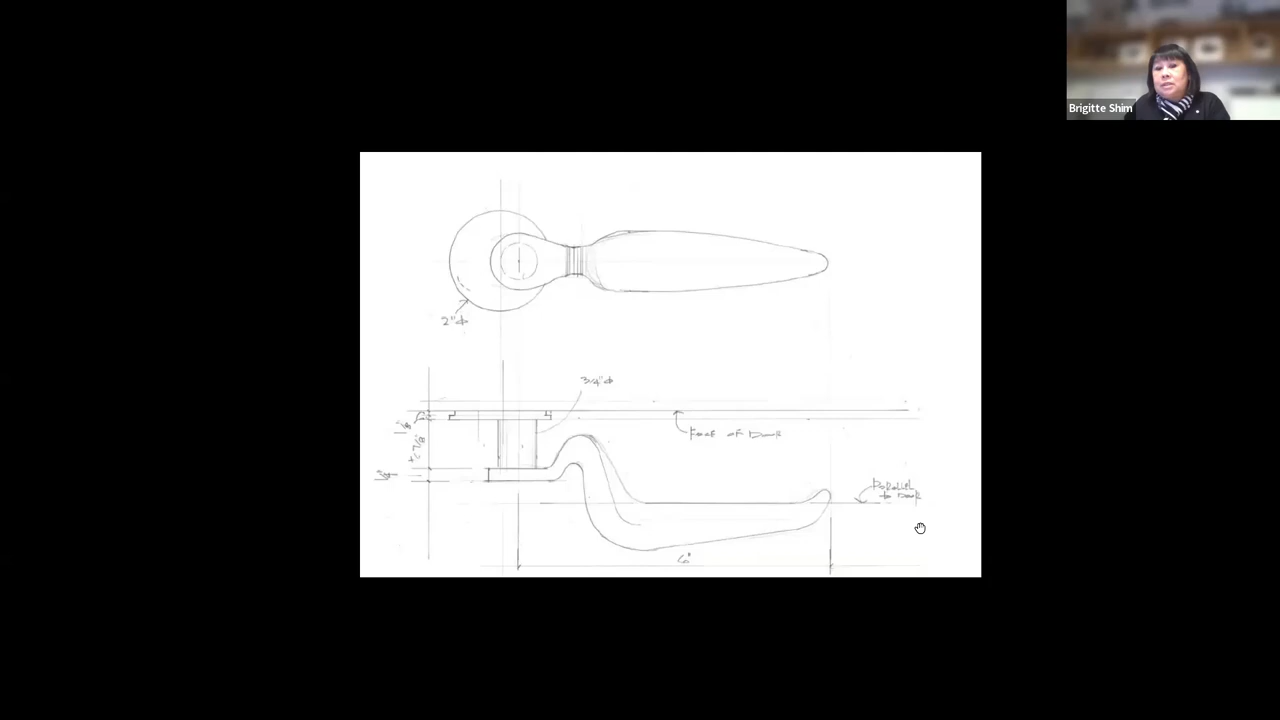 Brigitte Shim
2"ф
3/4"ф
Face of Door
Parallel
to Door
6"